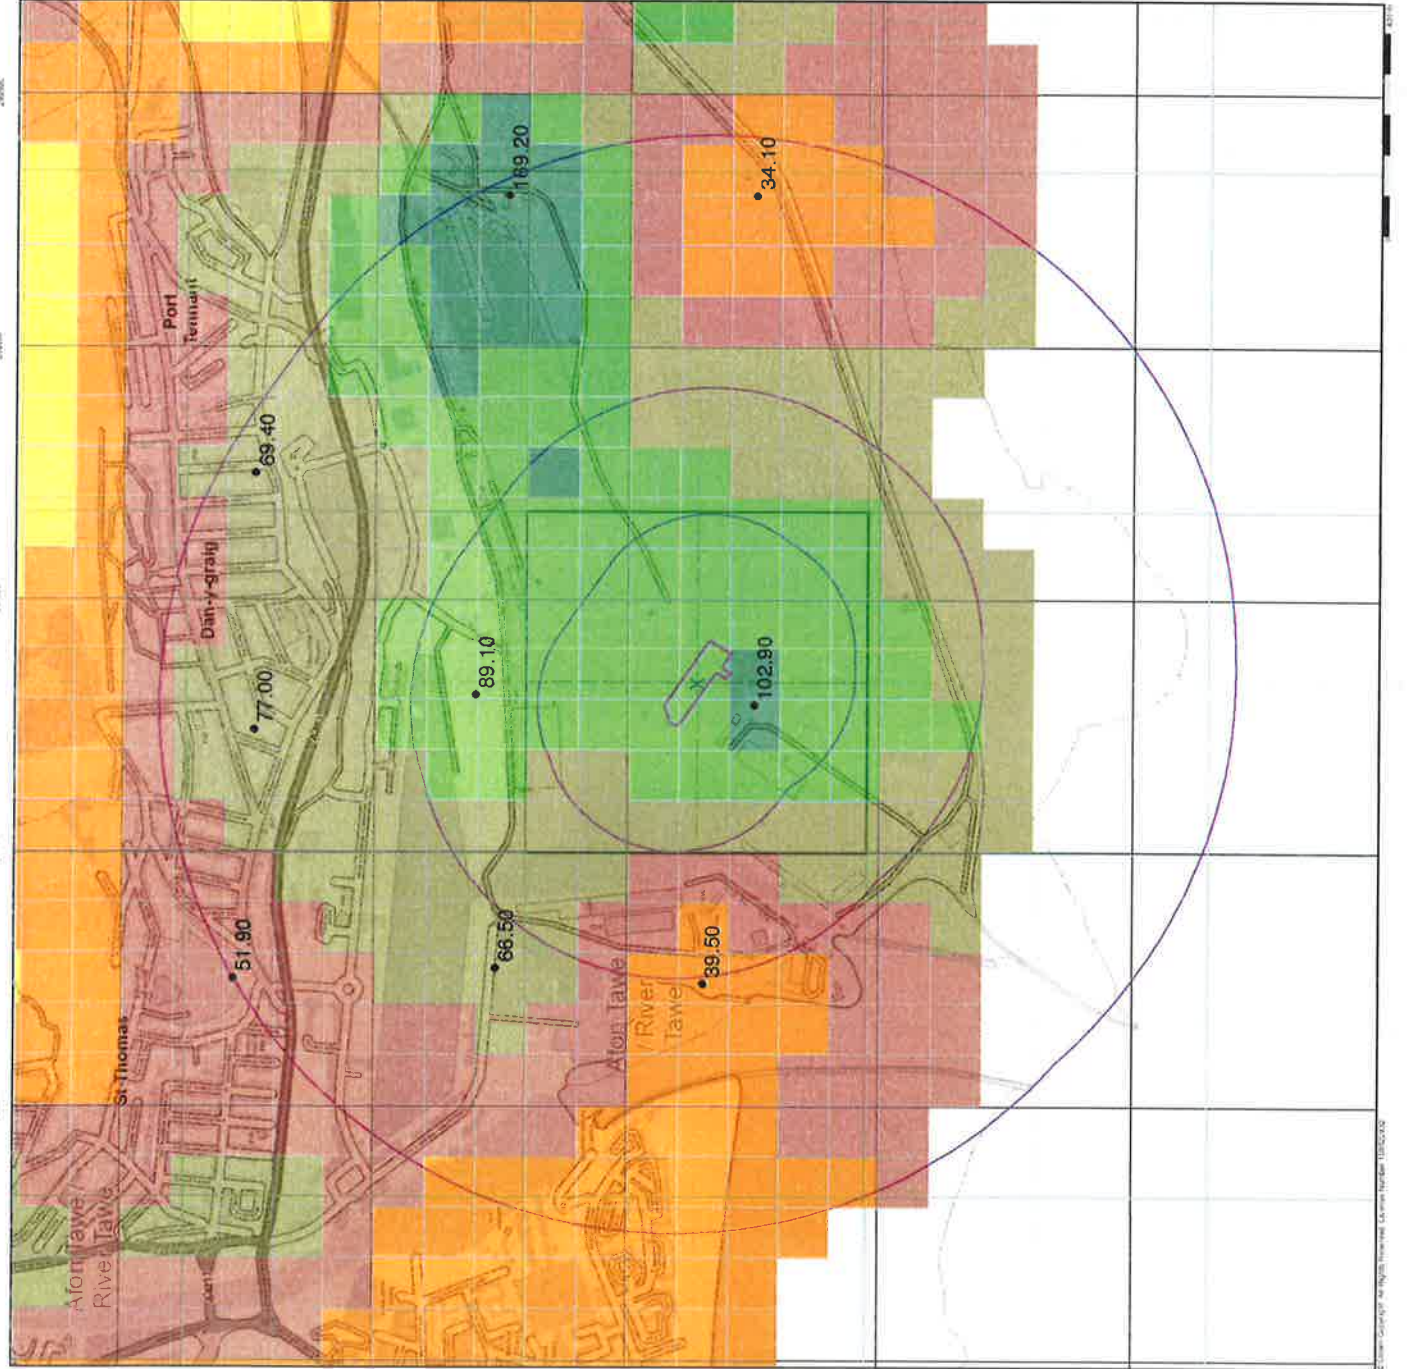 Port
Tennant
169.20
34.10
69.40
Dan-y-graig
77.00
89.10
102.90
51.90
66.50
39.50
St Thomas
Afon Tawe
/ River
Tawe
Afon Tawe /
River Tawe